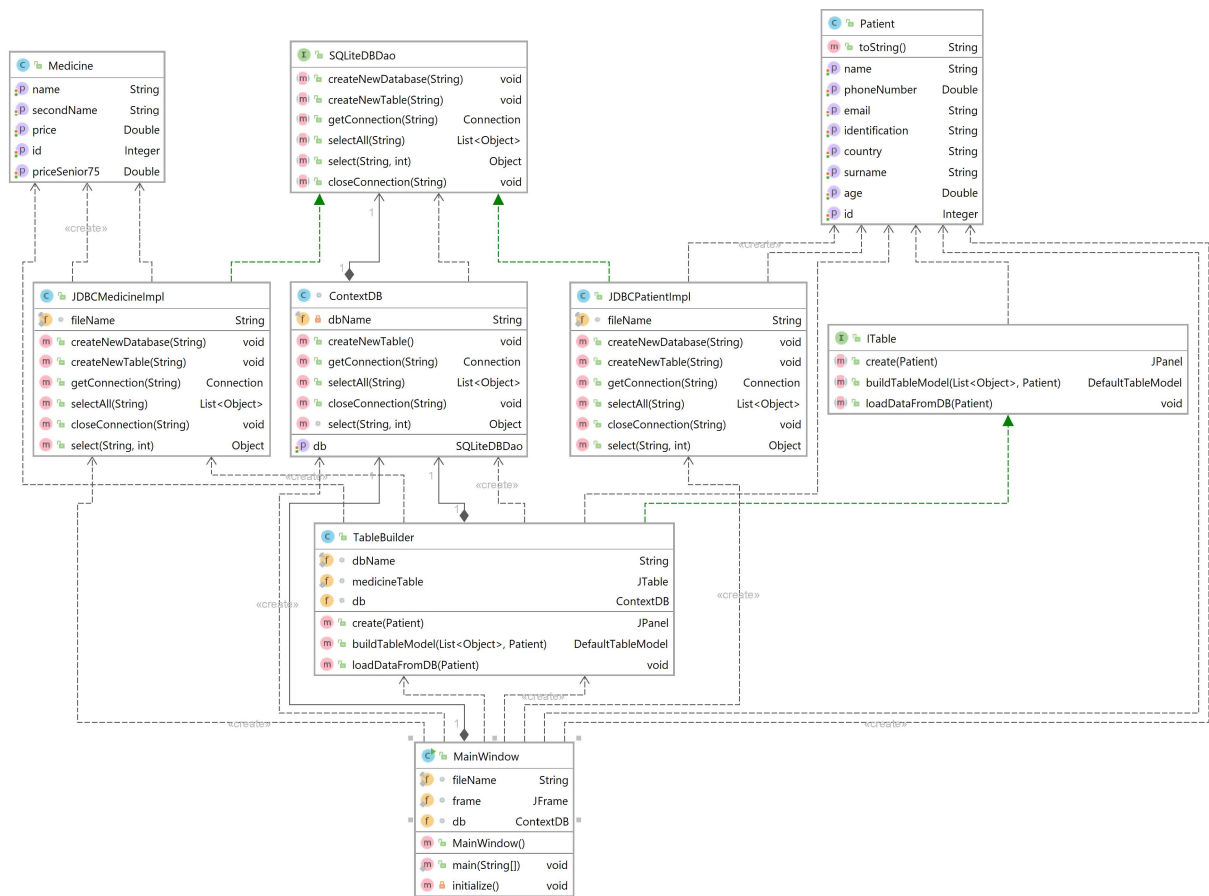 Medicine
name String
secondName String
price Double
id Integer
priceSenior75 Double
SQLiteDBDao
createNewDatabase(String) void
createNewTable(String) void
getConnection(String) Connection
selectAll(String) List<Object>
select(String, int) Object
closeConnection(String) void
Patient
toString() String
name String
phoneNumber Double
email String
identification String
country String
surname String
age Double
id Integer
«create»
1
«create»
1
JDBCMedicineImpl
fileName String
createNewDatabase(String) void
createNewTable(String) void
getConnection(String) Connection
selectAll(String) List<Object>
closeConnection(String) void
select(String, int) Object
ContextDB
dbName String
createNewTable() void
getConnection(String) Connection
selectAll(String) List<Object>
closeConnection(String) void
select(String, int) Object
db SQLiteDBDao
JDBCPatientImpl
fileName String
createNewDatabase(String) void
createNewTable(String) void
getConnection(String) Connection
selectAll(String) List<Object>
closeConnection(String) void
select(String, int) Object
ITable
create(Patient) JPanel
buildTableModel(List<Object>, Patient) DefaultTableModel
loadDataFromDB(Patient) void
«create»
1
1
«create»
1
TableBuilder
dbName String
medicineTable JTable
db ContextDB
create(Patient) JPanel
buildTableModel(List<Object>, Patient) DefaultTableModel
loadDataFromDB(Patient) void
«create»
«create»
«create»
«create»
1
«create»
MainWindow
fileName String
frame JFrame
db ContextDB
MainWindow()
main(String[]) void
initialize() void